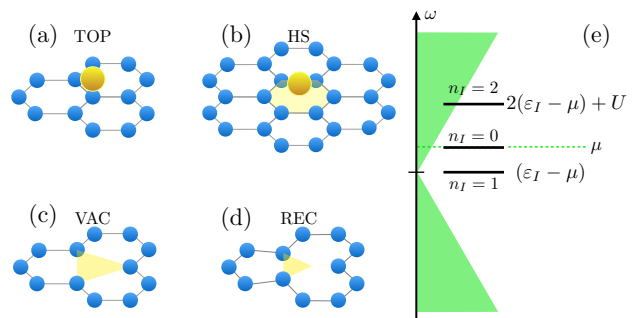 (a) TOP
(b) HS
(c) VAC
(d) REC
ω
(e)
n_I = 2
2(ε_I − μ) + U
n_I = 0
μ
n_I = 1
(ε_I − μ)